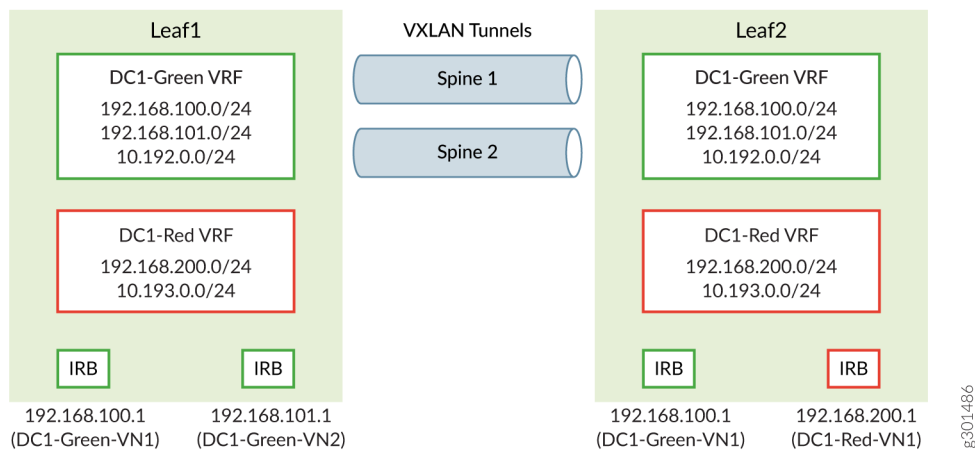 Leaf1
DC1-Green VRF
192.168.100.0/24
192.168.101.0/24
10.192.0.0/24
DC1-Red VRF
192.168.200.0/24
10.193.0.0/24
IRB
IRB
192.168.100.1
(DC1-Green-VN1)
192.168.101.1
(DC1-Green-VN2)
VXLAN Tunnels
Spine 1
Spine 2
Leaf2
DC1-Green VRF
192.168.100.0/24
192.168.101.0/24
10.192.0.0/24
DC1-Red VRF
192.168.200.0/24
10.193.0.0/24
IRB
IRB
192.168.100.1
(DC1-Green-VN1)
192.168.200.1
(DC1-Red-VN1)
g301486